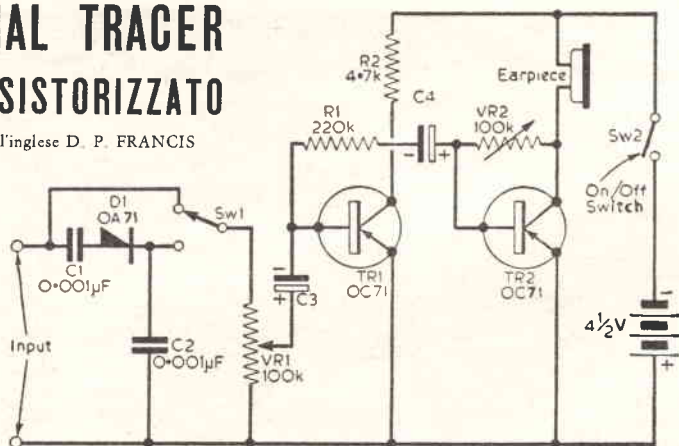 NAL TRACER
SISTORIZZATO
l'inglese D. P. FRANCIS
R2
4·7k
C4
Earpiece
R1
220k
VR2
100k
-
+
Sw2
On/Off
Switch
D1
OA71
Sw1
C1
0·001µF
-
+
C3
TR1
OC71
TR2
OC71
Input
C2
0·001µF
VR1
100k
4½V
-
+